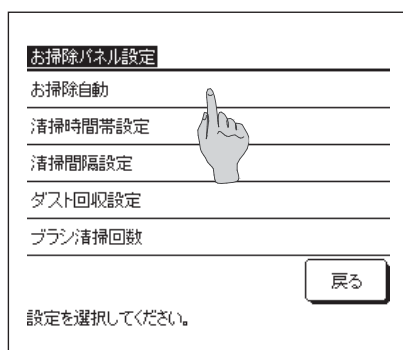 お掃除パネル設定
お掃除自動
清掃時間帯設定
清掃間隔設定
ダスト回収設定
ブラシ清掃回数
戻る
設定を選択してください。